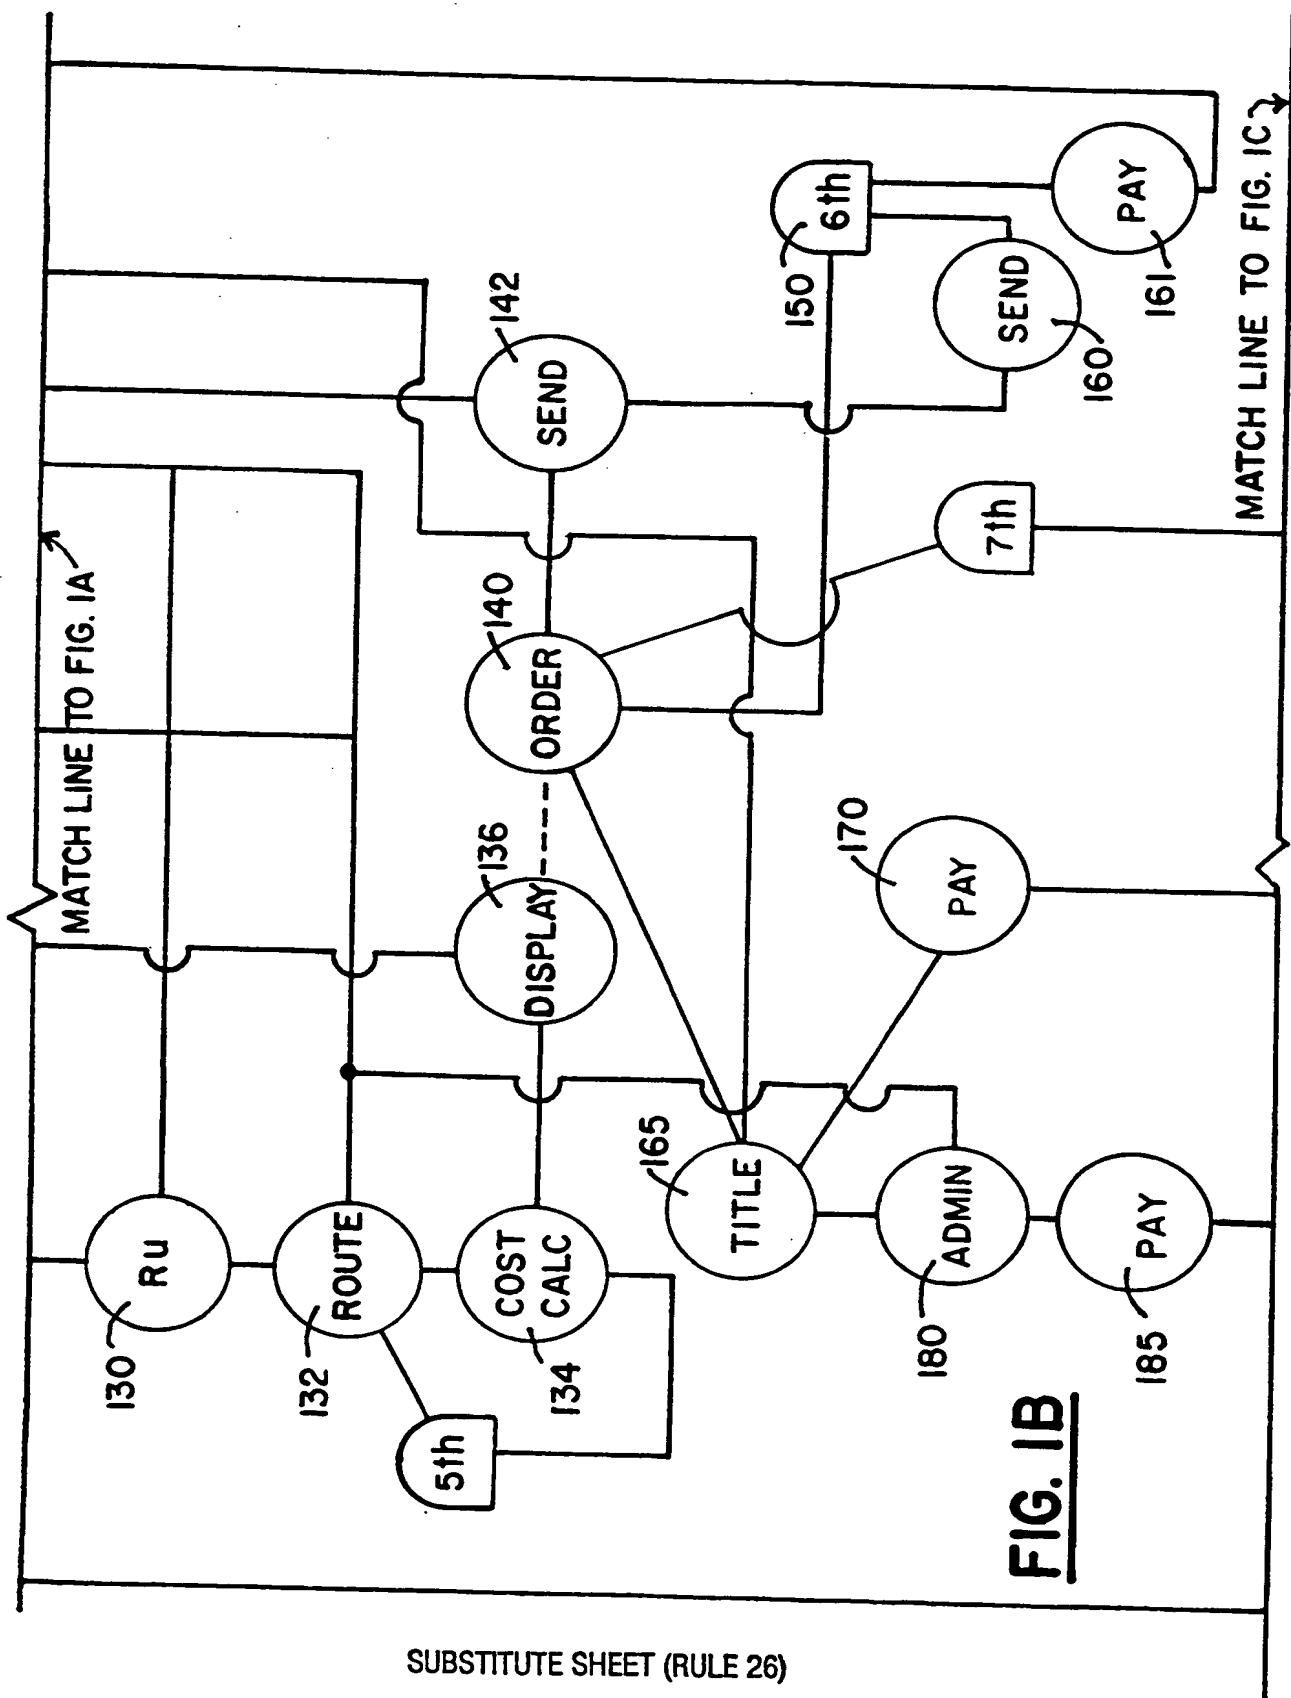 MATCH LINE TO FIG. 1A
130
Ru
132
ROUTE
5th
134
COST
CALC
136
DISPLAY
140
ORDER
142
SEND
165
TITLE
170
PAY
180
ADMIN
185
PAY
7th
150
6th
160
SEND
161
PAY
MATCH LINE TO FIG. 1C
FIG. 1B
SUBSTITUTE SHEET (RULE 26)